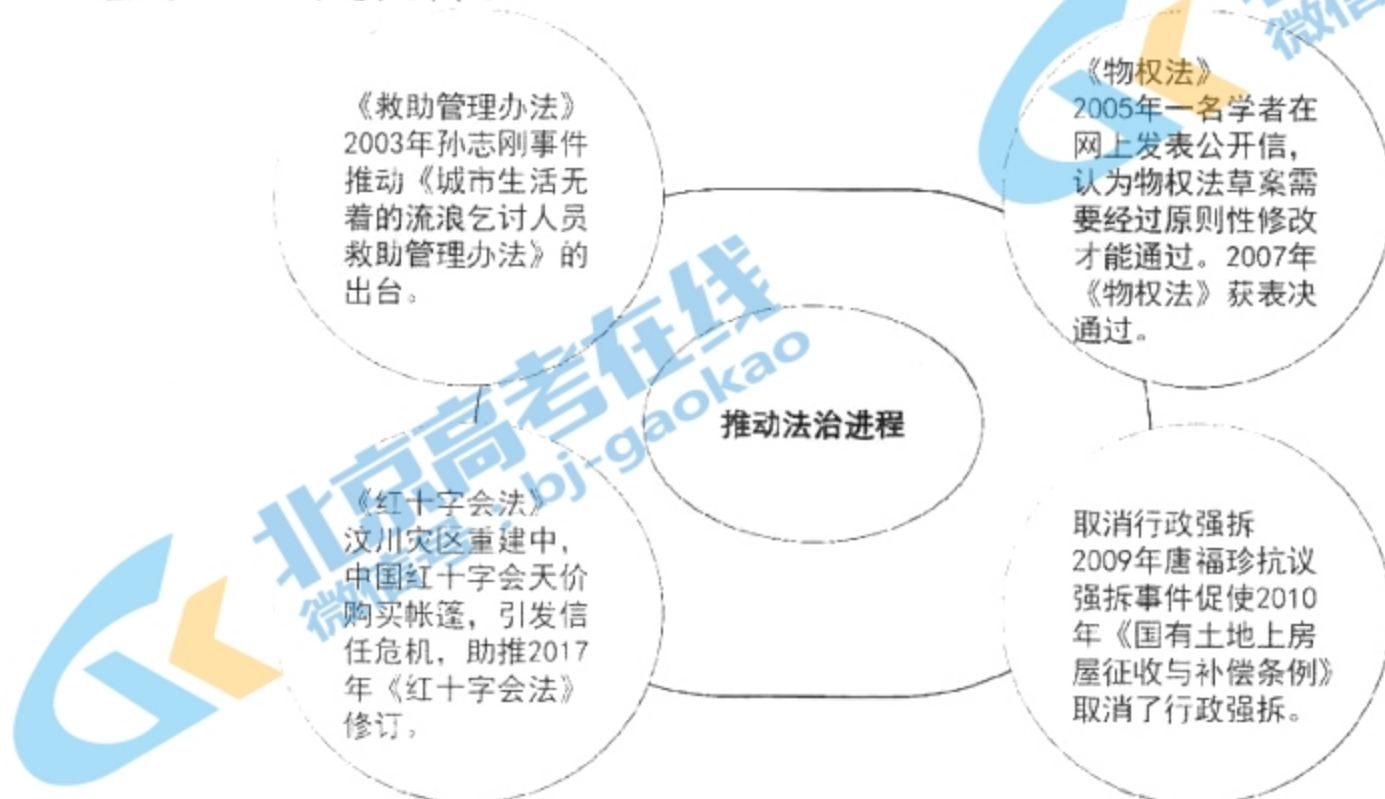 《救助管理办法》
2003年孙志刚事件
推动《城市生活无
着的流浪乞讨人员
救助管理办法》的
出台。
《物权法》
2005年一名学者在
网上发表公开信，
认为物权法草案需
要经过原则性修改
才能通过。2007年
《物权法》获表决
通过。
推动法治进程
《红十字会法》
汶川灾区重建中，
中国红十字会天价
购买帐篷，引发信
任危机，助推2017
年《红十字会法》
修订。
取消行政强拆
2009年唐福珍抗议
强拆事件促使2010
年《国有土地上房
屋征收与补偿条例》
取消了行政强拆。
北京高考在线
微信号：bj-gaokao
微信